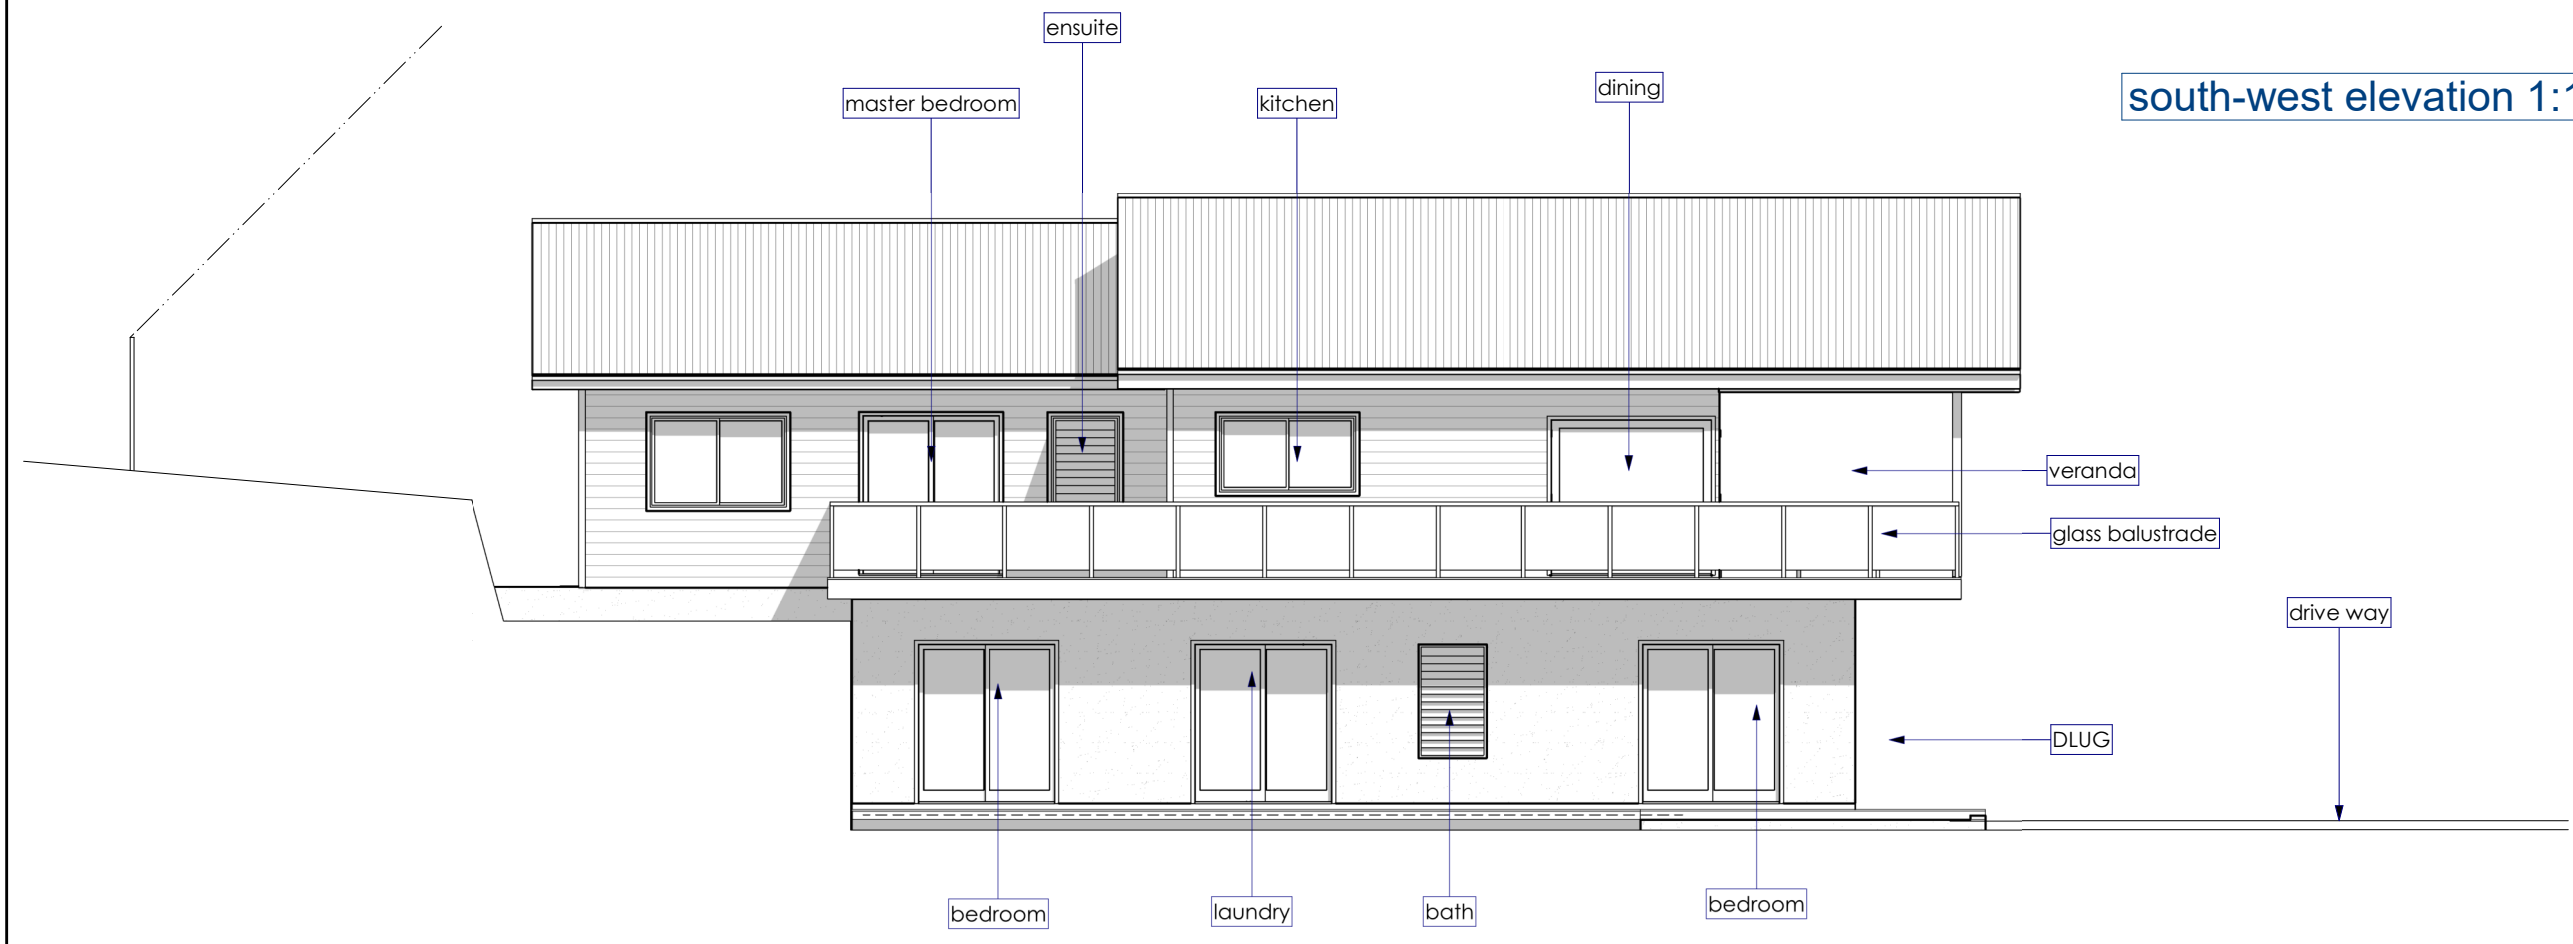 ensuite
master bedroom
kitchen
dining
south-west elevation 1:
veranda
glass balustrade
drive way
DLUG
bedroom
laundry
bath
bedroom